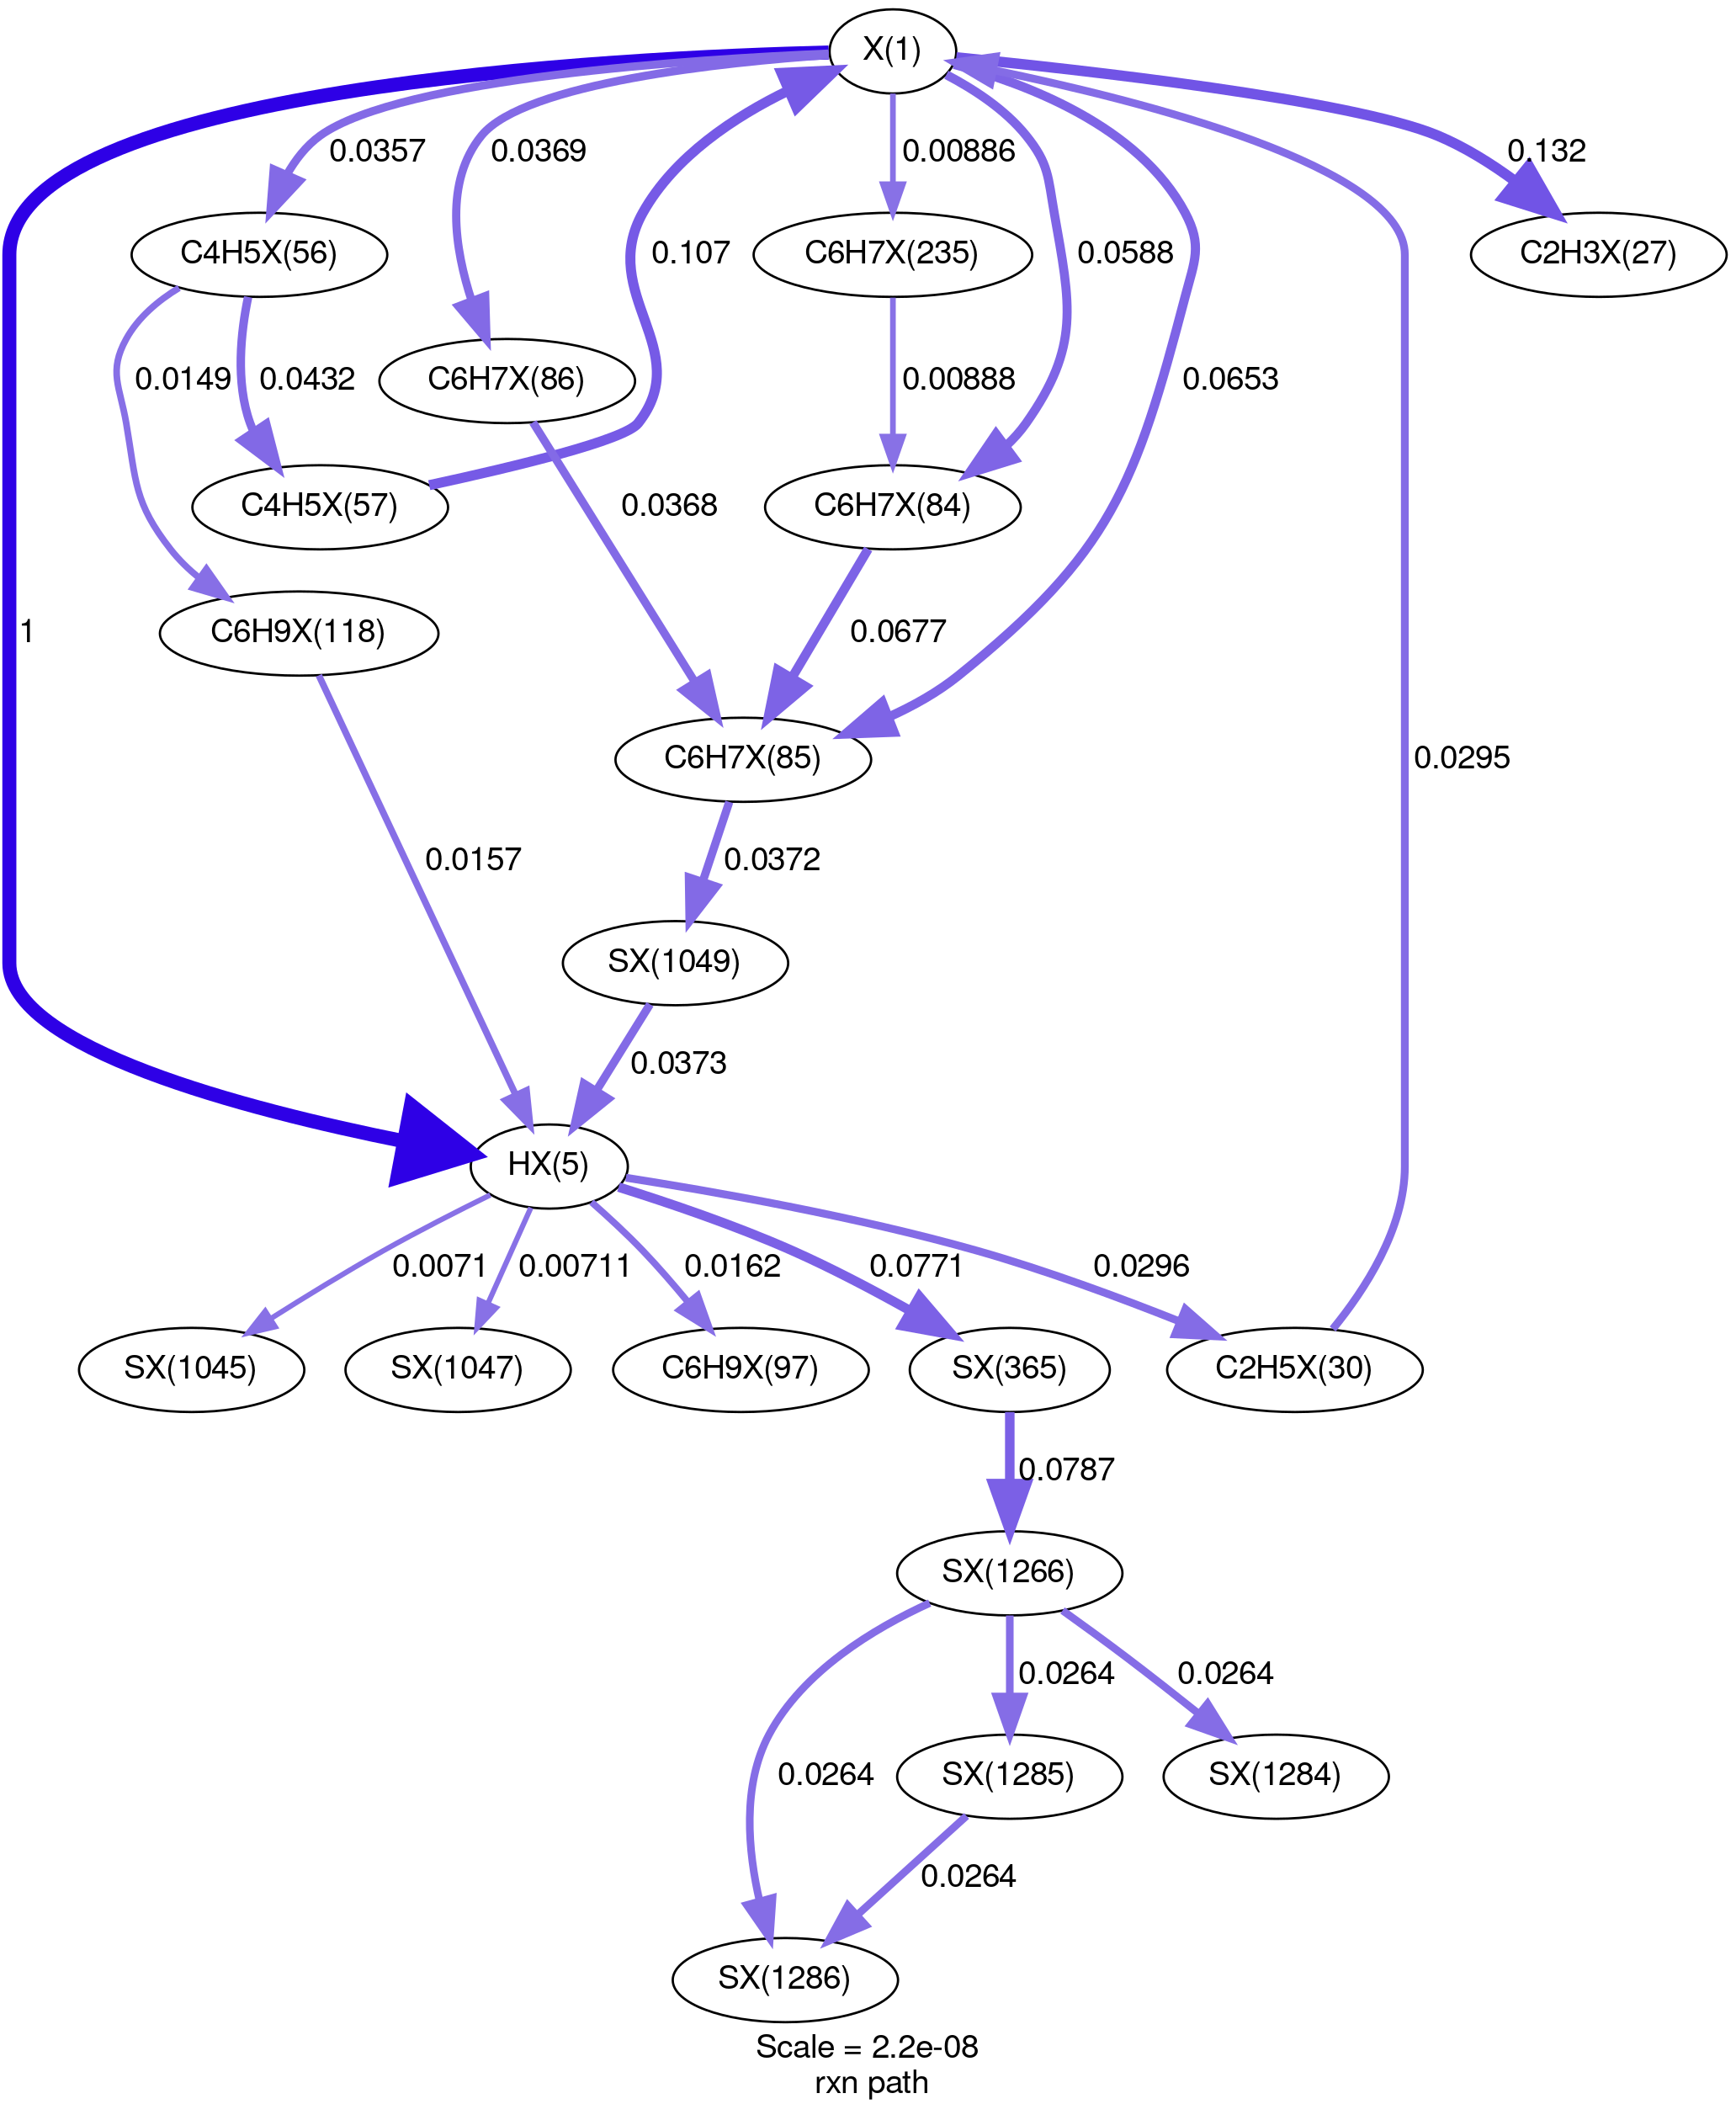 X(1)
0.0357
0.0369
0.00886
0.132
C4H5X(56)
0.107
C6H7X(235)
0.0588
C2H3X(27)
0.0149
0.0432
C6H7X(86)
0.00888
0.0653
C4H5X(57)
0.0368
C6H7X(84)
1
C6H9X(118)
0.0677
C6H7X(85)
0.0295
0.0157
0.0372
SX(1049)
0.0373
HX(5)
0.0071
0.00711
0.0162
0.0771
0.0296
SX(1045)
SX(1047)
C6H9X(97)
SX(365)
C2H5X(30)
0.0787
SX(1266)
0.0264
0.0264
0.0264
SX(1285)
SX(1284)
0.0264
SX(1286)
Scale = 2.2e-08
rxn path